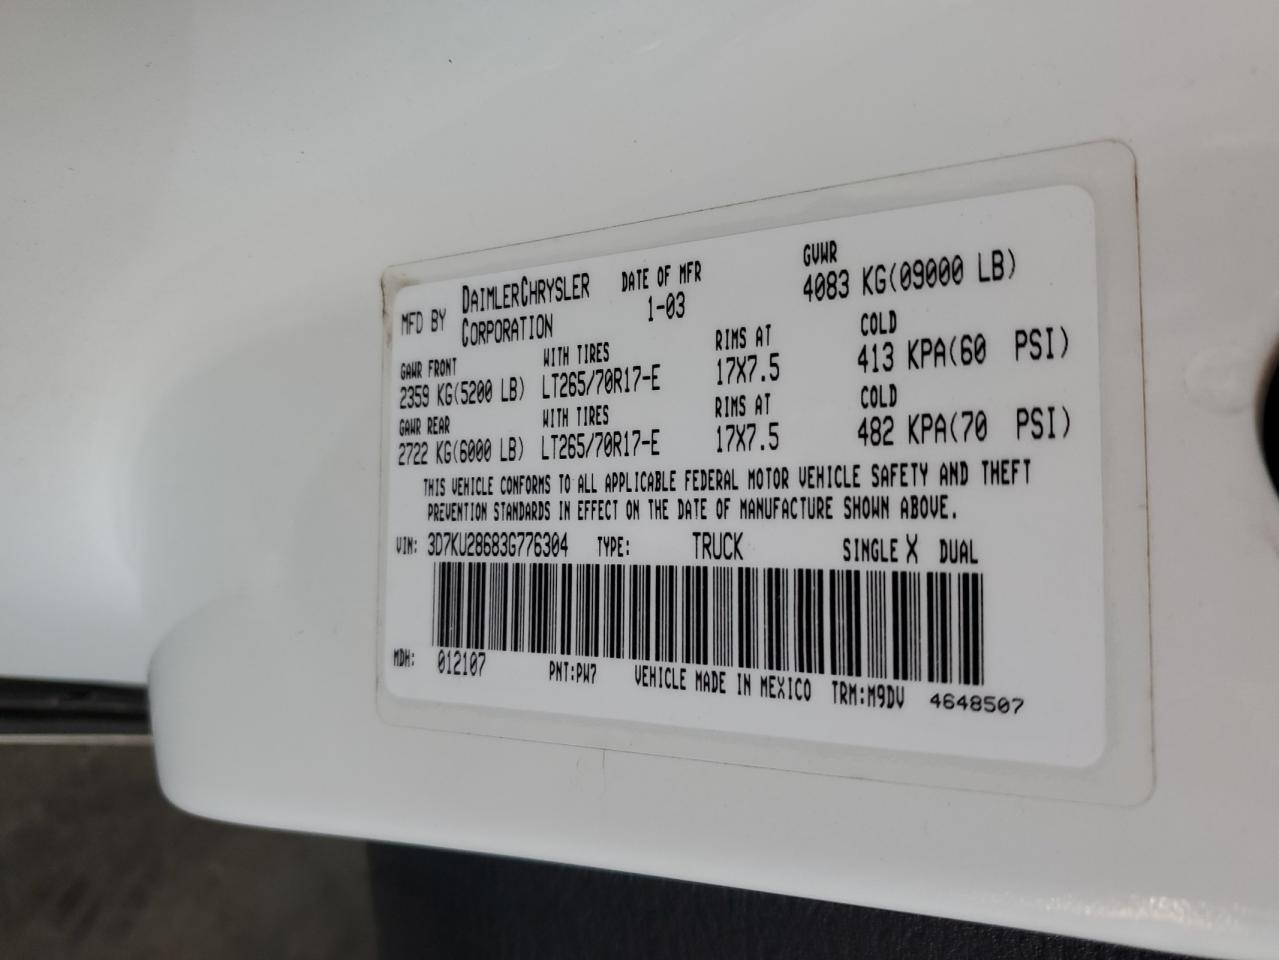 MFD BY DAIMLERCHRYSLER CORPORATION
DATE OF MFR 1-03
GVWR 4083 KG(09000 LB)
GAWR FRONT WITH TIRES RIMS AT COLD
2359 KG(5200 LB) LT265/70R17-E 17X7.5 413 KPA(60 PSI)
GAWR REAR WITH TIRES RIMS AT COLD
2722 KG(6000 LB) LT265/70R17-E 17X7.5 482 KPA(70 PSI)
THIS VEHICLE CONFORMS TO ALL APPLICABLE FEDERAL MOTOR VEHICLE SAFETY AND THEFT
PREVENTION STANDARDS IN EFFECT ON THE DATE OF MANUFACTURE SHOWN ABOVE.
VIN: 3D7KU28683G776304 TYPE: TRUCK SINGLE X DUAL
MDH: 012107 PNT:PW7 VEHICLE MADE IN MEXICO TRM:M9DV 4648507